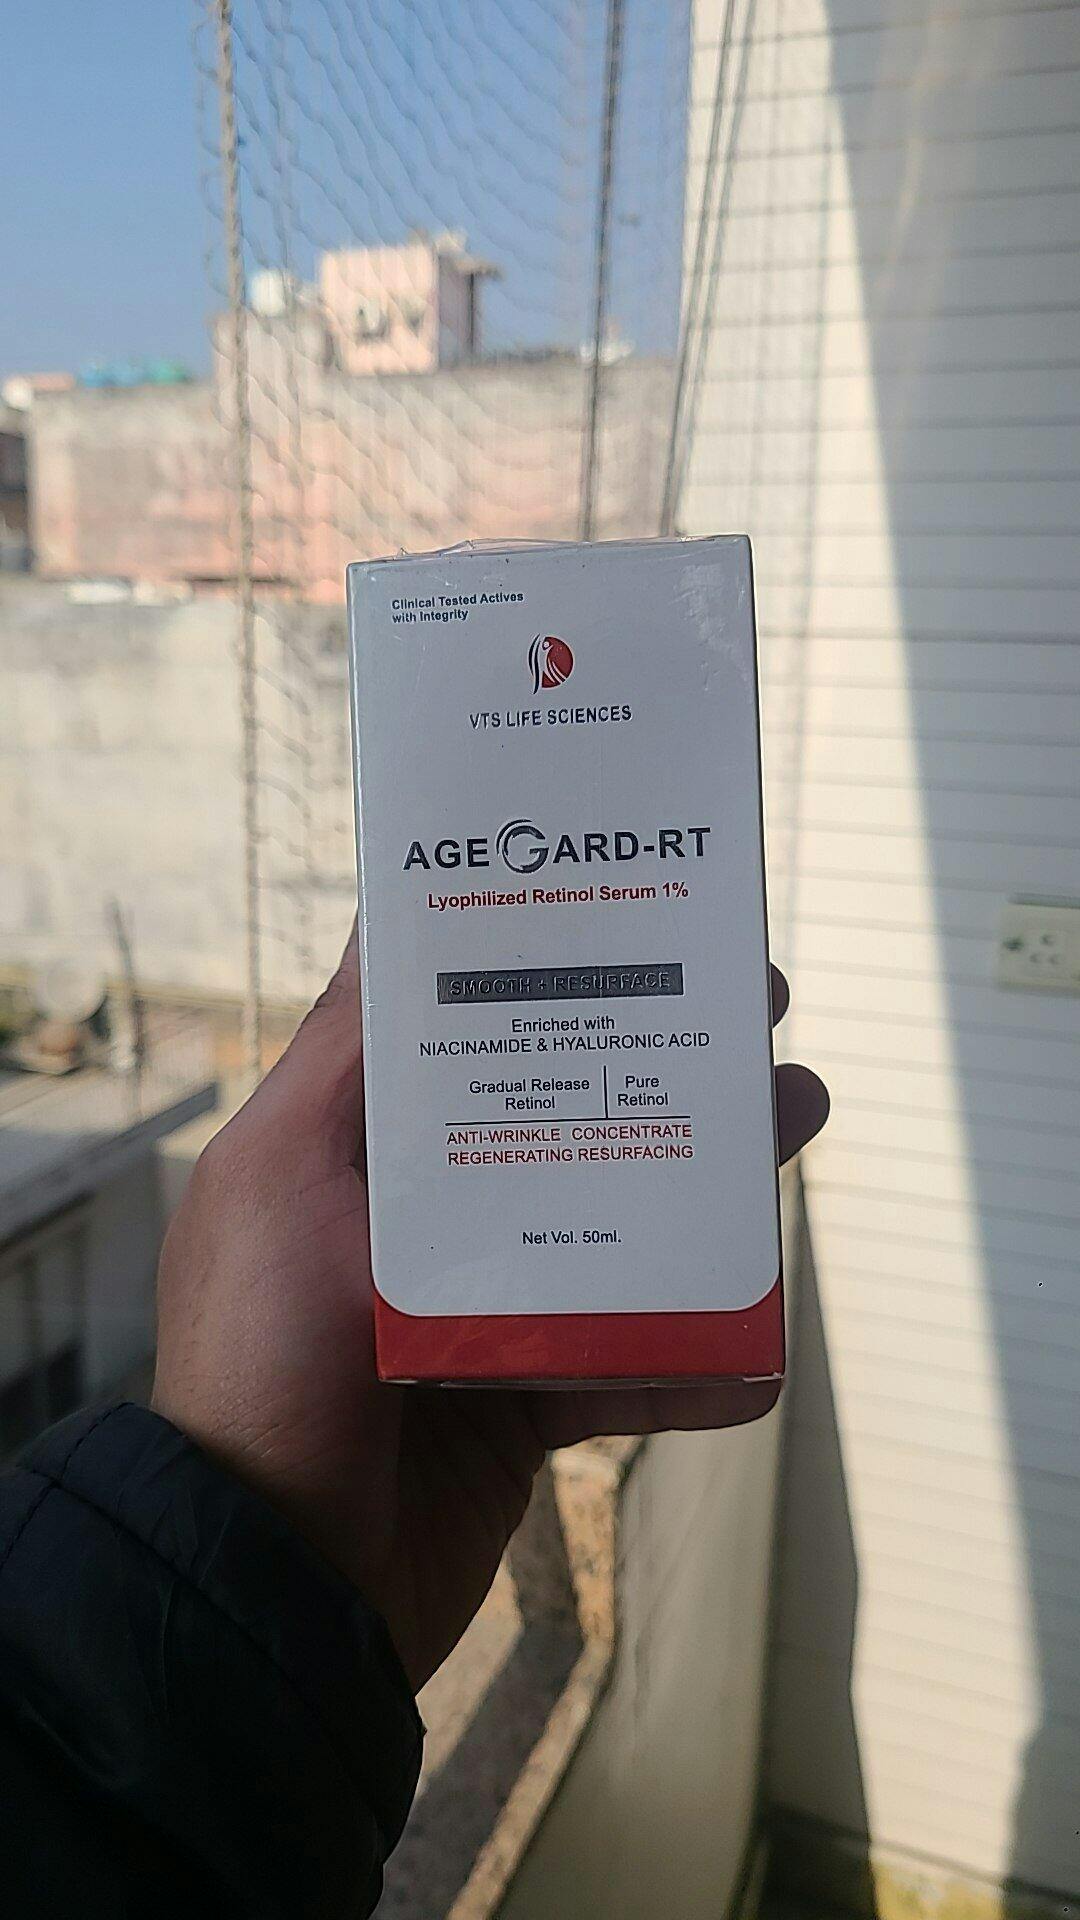 Clinical Tested Actives
with Integrity
VTS LIFE SCIENCES
AGE GARD-RT
Lyophilized Retinol Serum 1%
SMOOTH + RESURFACE
Enriched with
NIACINAMIDE & HYALURONIC ACID
Gradual Release
Retinol
Pure
Retinol
ANTI-WRINKLE CONCENTRATE
REGENERATING RESURFACING
Net Vol. 50ml.